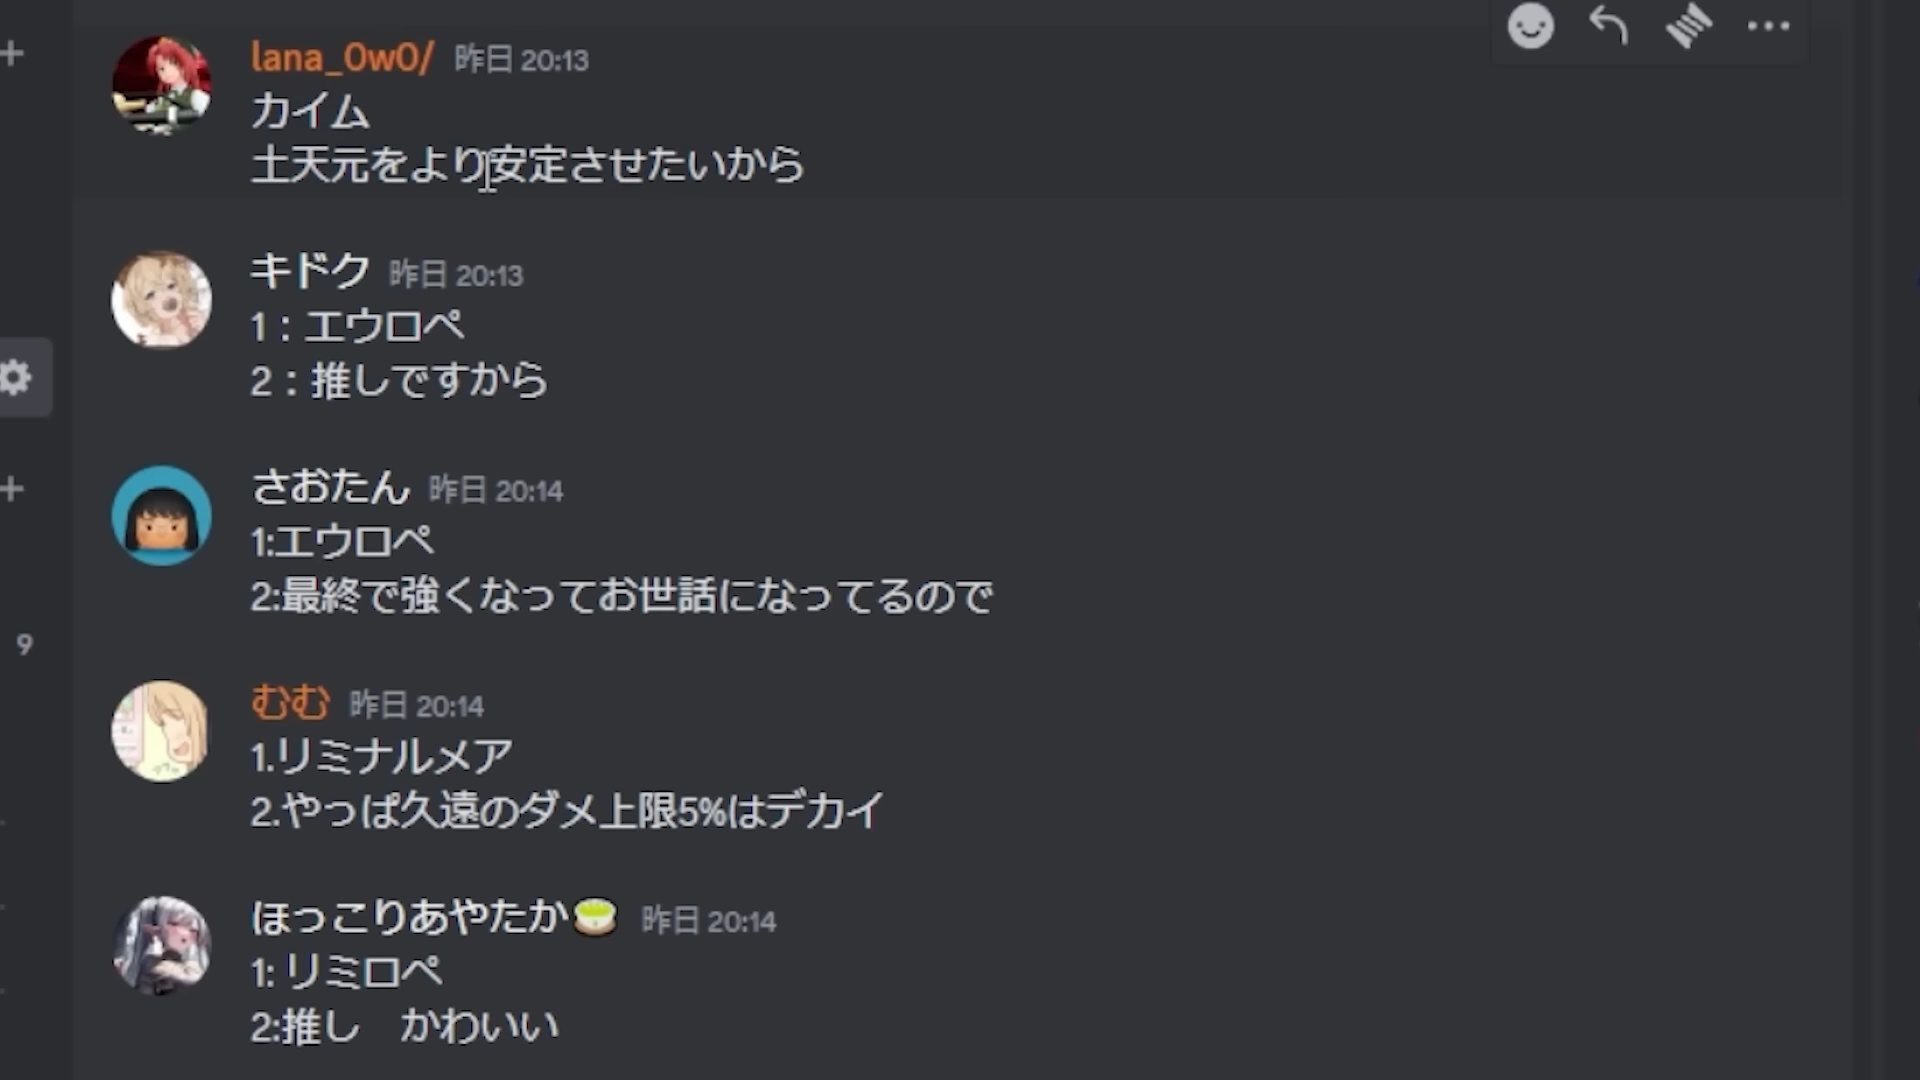 lana_0w0/ 昨日 20:13
カイム
土天元をより安定させたいから
キドク 昨日 20:13
1：エウロペ
2：推しですから
さおたん 昨日 20:14
1:エウロペ
2:最終で強くなってお世話になってるので
9
むむ 昨日 20:14
1.リミナルメア
2.やっぱ久遠のダメ上限5%はデカイ
ほっこりあやたか🍵 昨日 20:14
1: リミロペ
2:推し　かわいい